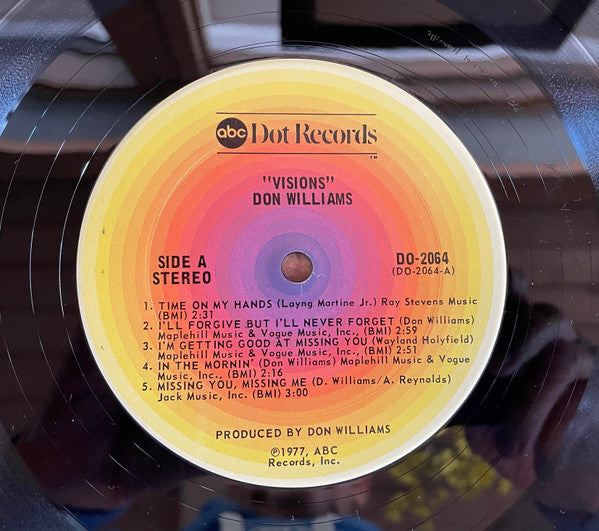 abc Dot Records
TM
"VISIONS"
DON WILLIAMS
SIDE A
STEREO
DO-2064
(DO-2064-A)
1. TIME ON MY HANDS (Layng Martine Jr.) Ray Stevens Music
(BMI) 2:31
2. I'LL FORGIVE BUT I'LL NEVER FORGET (Don Williams)
Maplehill Music & Vogue Music, Inc., (BMI) 2:59
3. I'M GETTING GOOD AT MISSING YOU (Wayland Holyfield)
Maplehill Music & Vogue Music, Inc., (BMI) 2:51
4. IN THE MORNIN' (Don Williams) Maplehill Music & Vogue
Music, Inc., (BMI) 2:16
5. MISSING YOU, MISSING ME (D. Williams/A. Reynolds)
Jack Music, Inc. (BMI) 3:00
PRODUCED BY DON WILLIAMS
℗1977, ABC
Records, Inc.